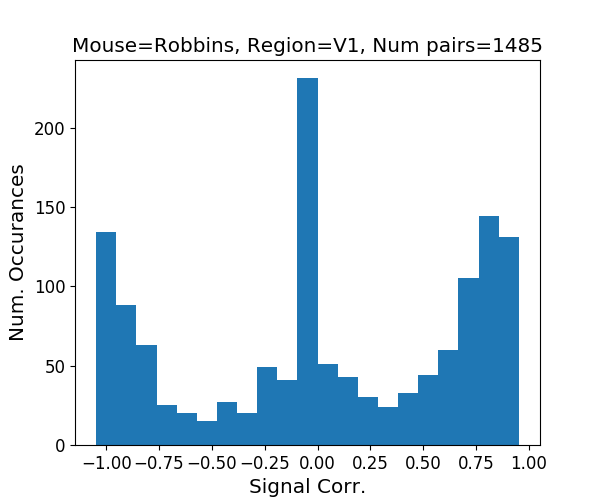 Mouse=Robbins, Region=V1, Num pairs=1485
Num. Occurances
200
150
100
50
0
−1.00 −0.75 −0.50 −0.25 0.00 0.25 0.50 0.75 1.00
Signal Corr.